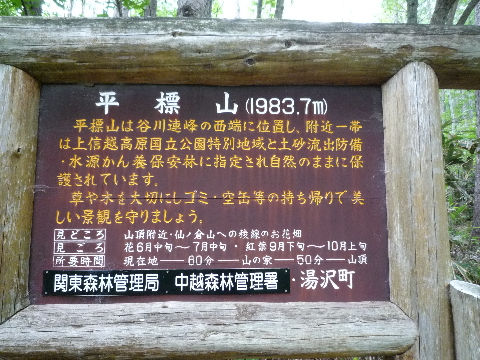 平標山(1983.7m)
平標山は谷川連峰の西端に位置し、附近一帯
は上信越高原国立公園特別地域と土砂流出防備
・水源かん養保安林に指定され自然のままに保
護されています。
草や木を大切にしゴミ・空缶等の持ち帰りで美
しい景観を守りましょう。
見どころ 山頂附近・仙ノ倉山への稜線のお花畑
見ごろ 花6月中旬〜7月中旬・紅葉9月下旬〜10月上旬
所要時間 現在地——60分——山の家——50分——山頂
関東森林管理局 中越森林管理署・湯沢町